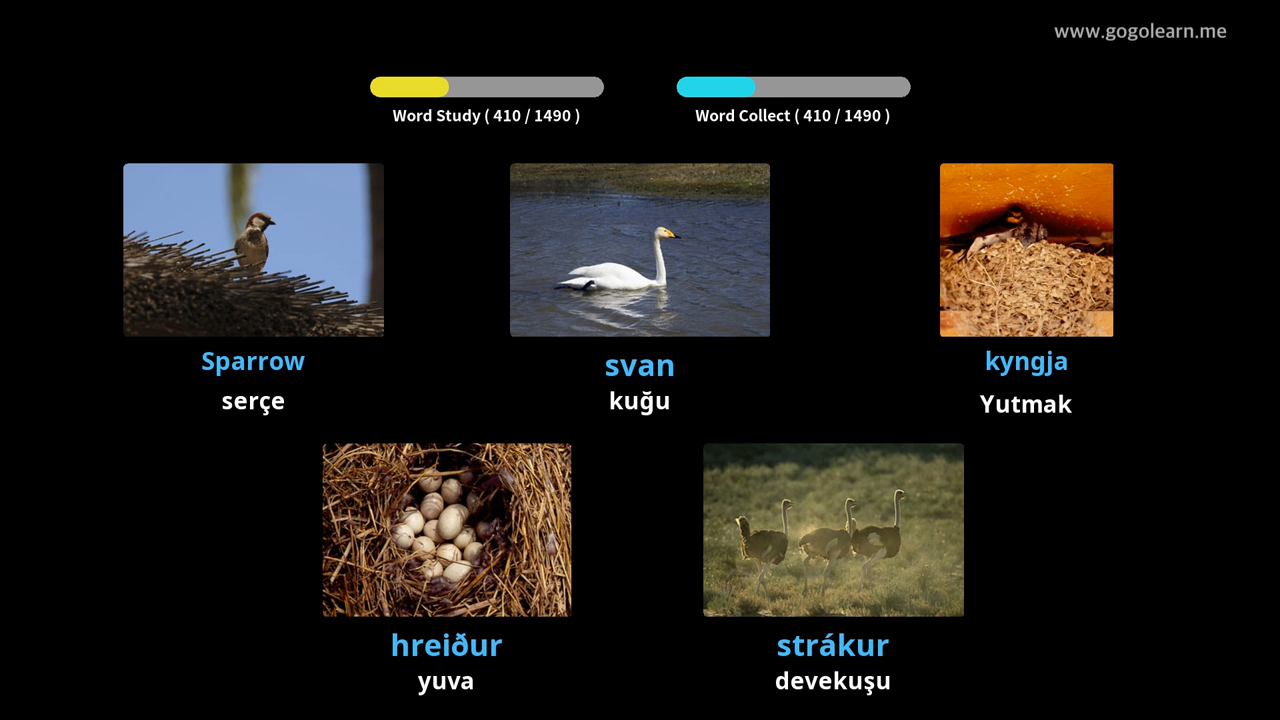 www.gogolearn.me
Word Study ( 410 / 1490 )
Word Collect ( 410 / 1490 )
Sparrow
serçe
svan
kuğu
kyngja
Yutmak
hreiður
yuva
strákur
devekuşu